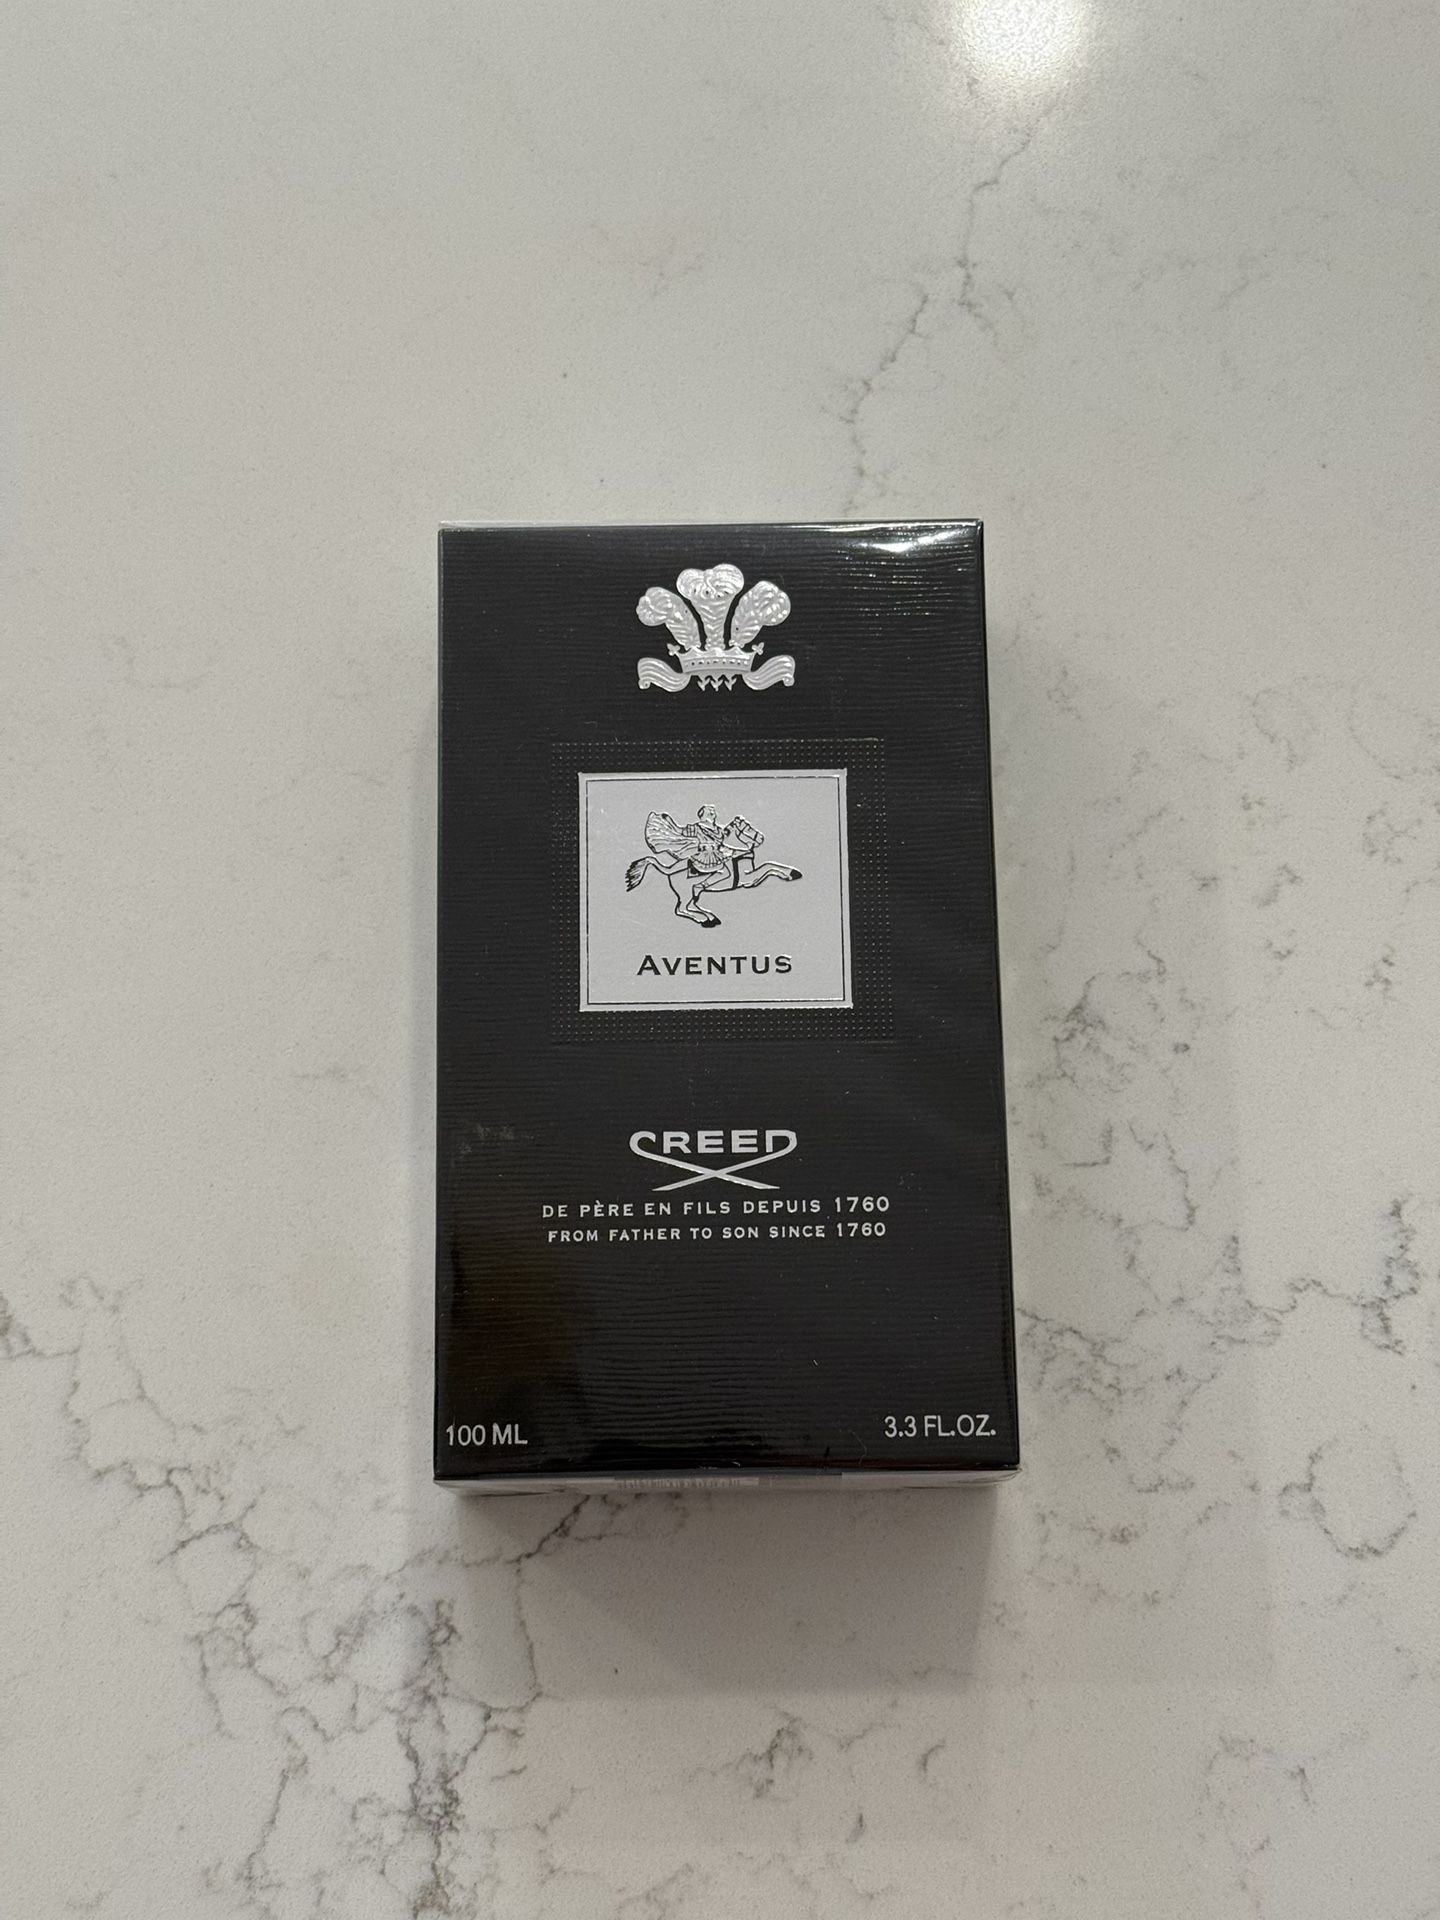 AVENTUS
CREED
DE PÈRE EN FILS DEPUIS 1760
FROM FATHER TO SON SINCE 1760
100 ML
3.3 FL.OZ.